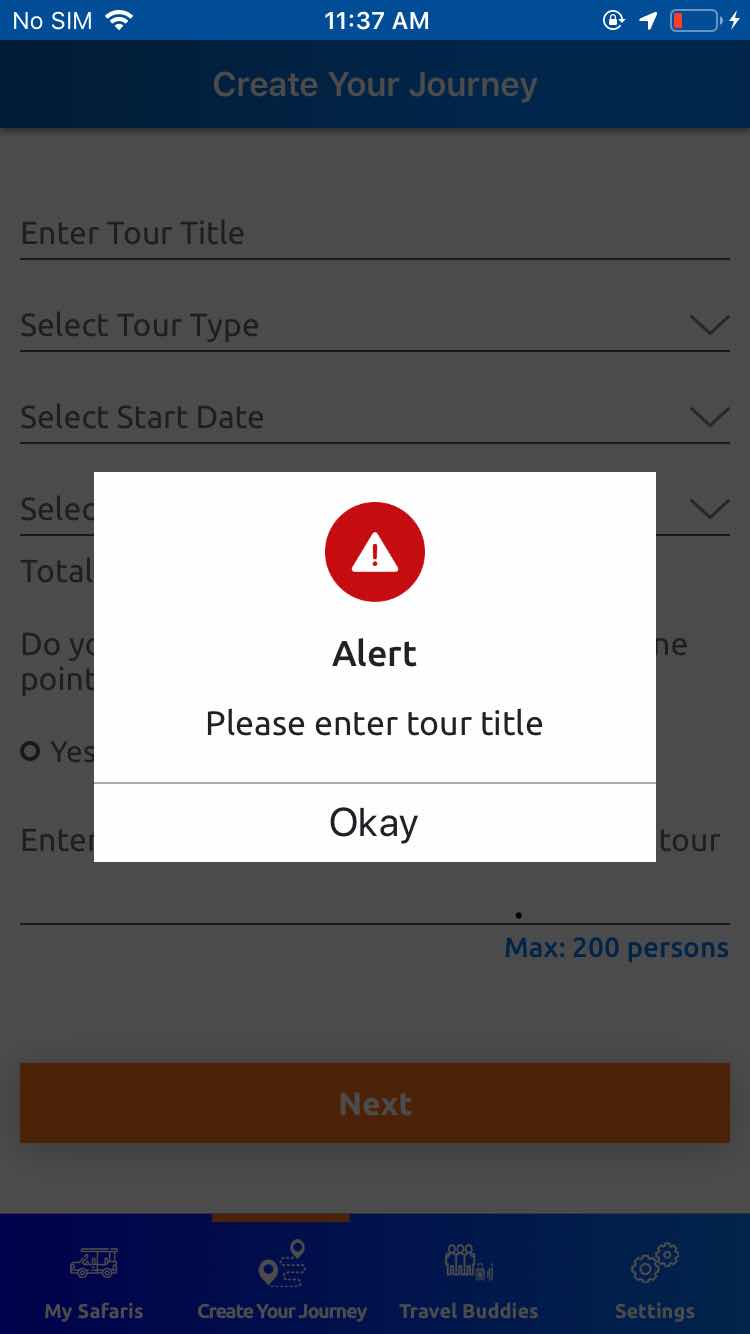 No SIM 11:37 AM
Create Your Journey
Enter Tour Title
Select Tour Type
Select Start Date
Selec
Total
Do yo
ne
point
Yes
Enter
tour
Alert
Please enter tour title
Okay
Max: 200 persons
Next
My Safaris Create Your Journey Travel Buddies Settings